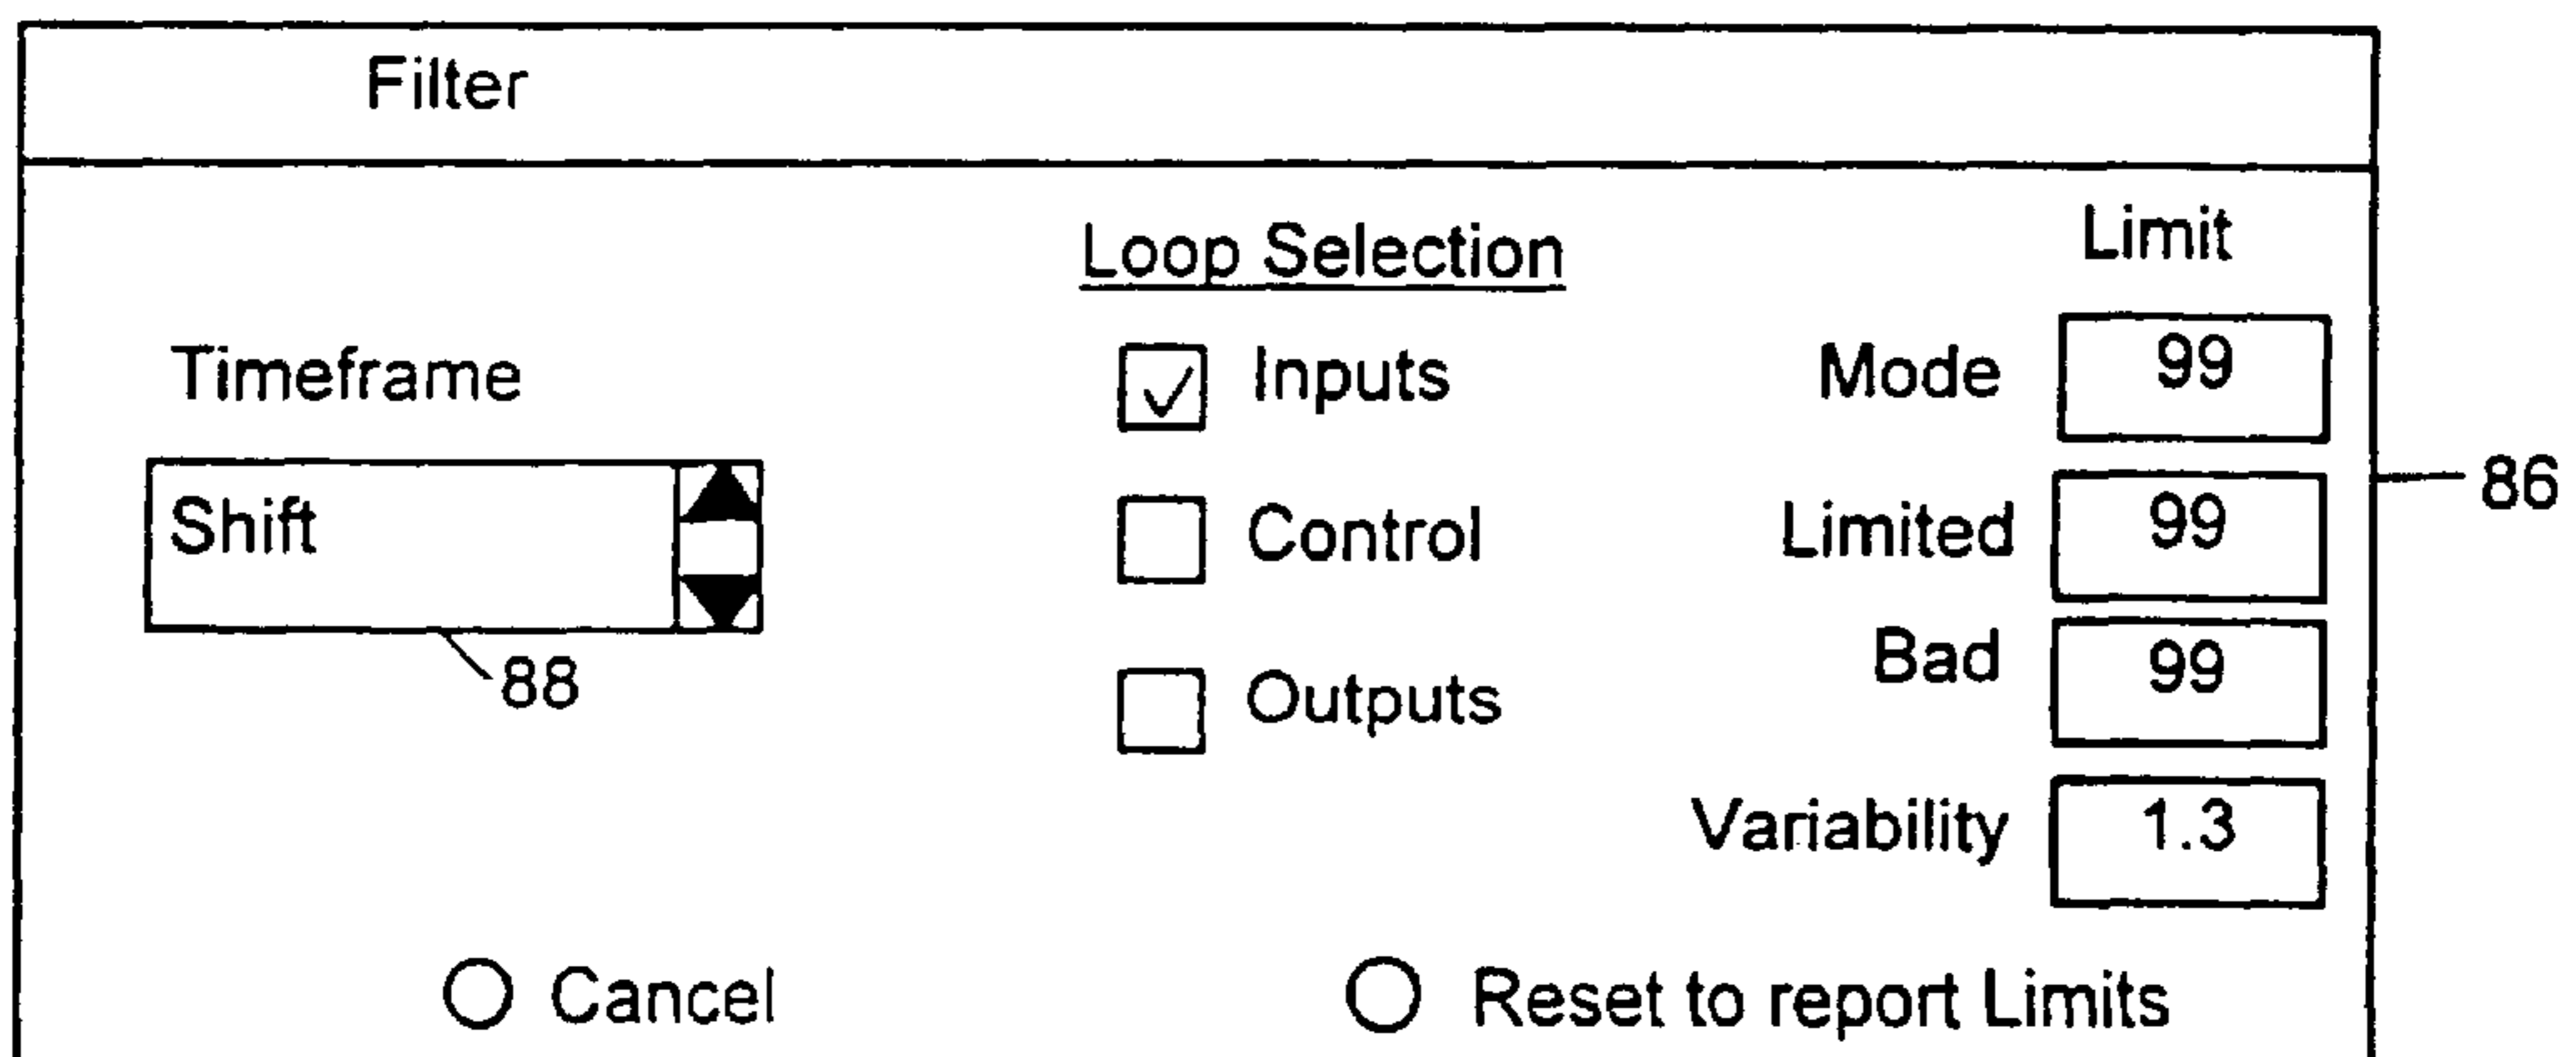 Filter
Loop Selection
Limit
Timeframe
Inputs
Mode 99
86
Shift
Control
Limited 99
88
Outputs
Bad 99
Variability 1.3
Cancel
Reset to report Limits